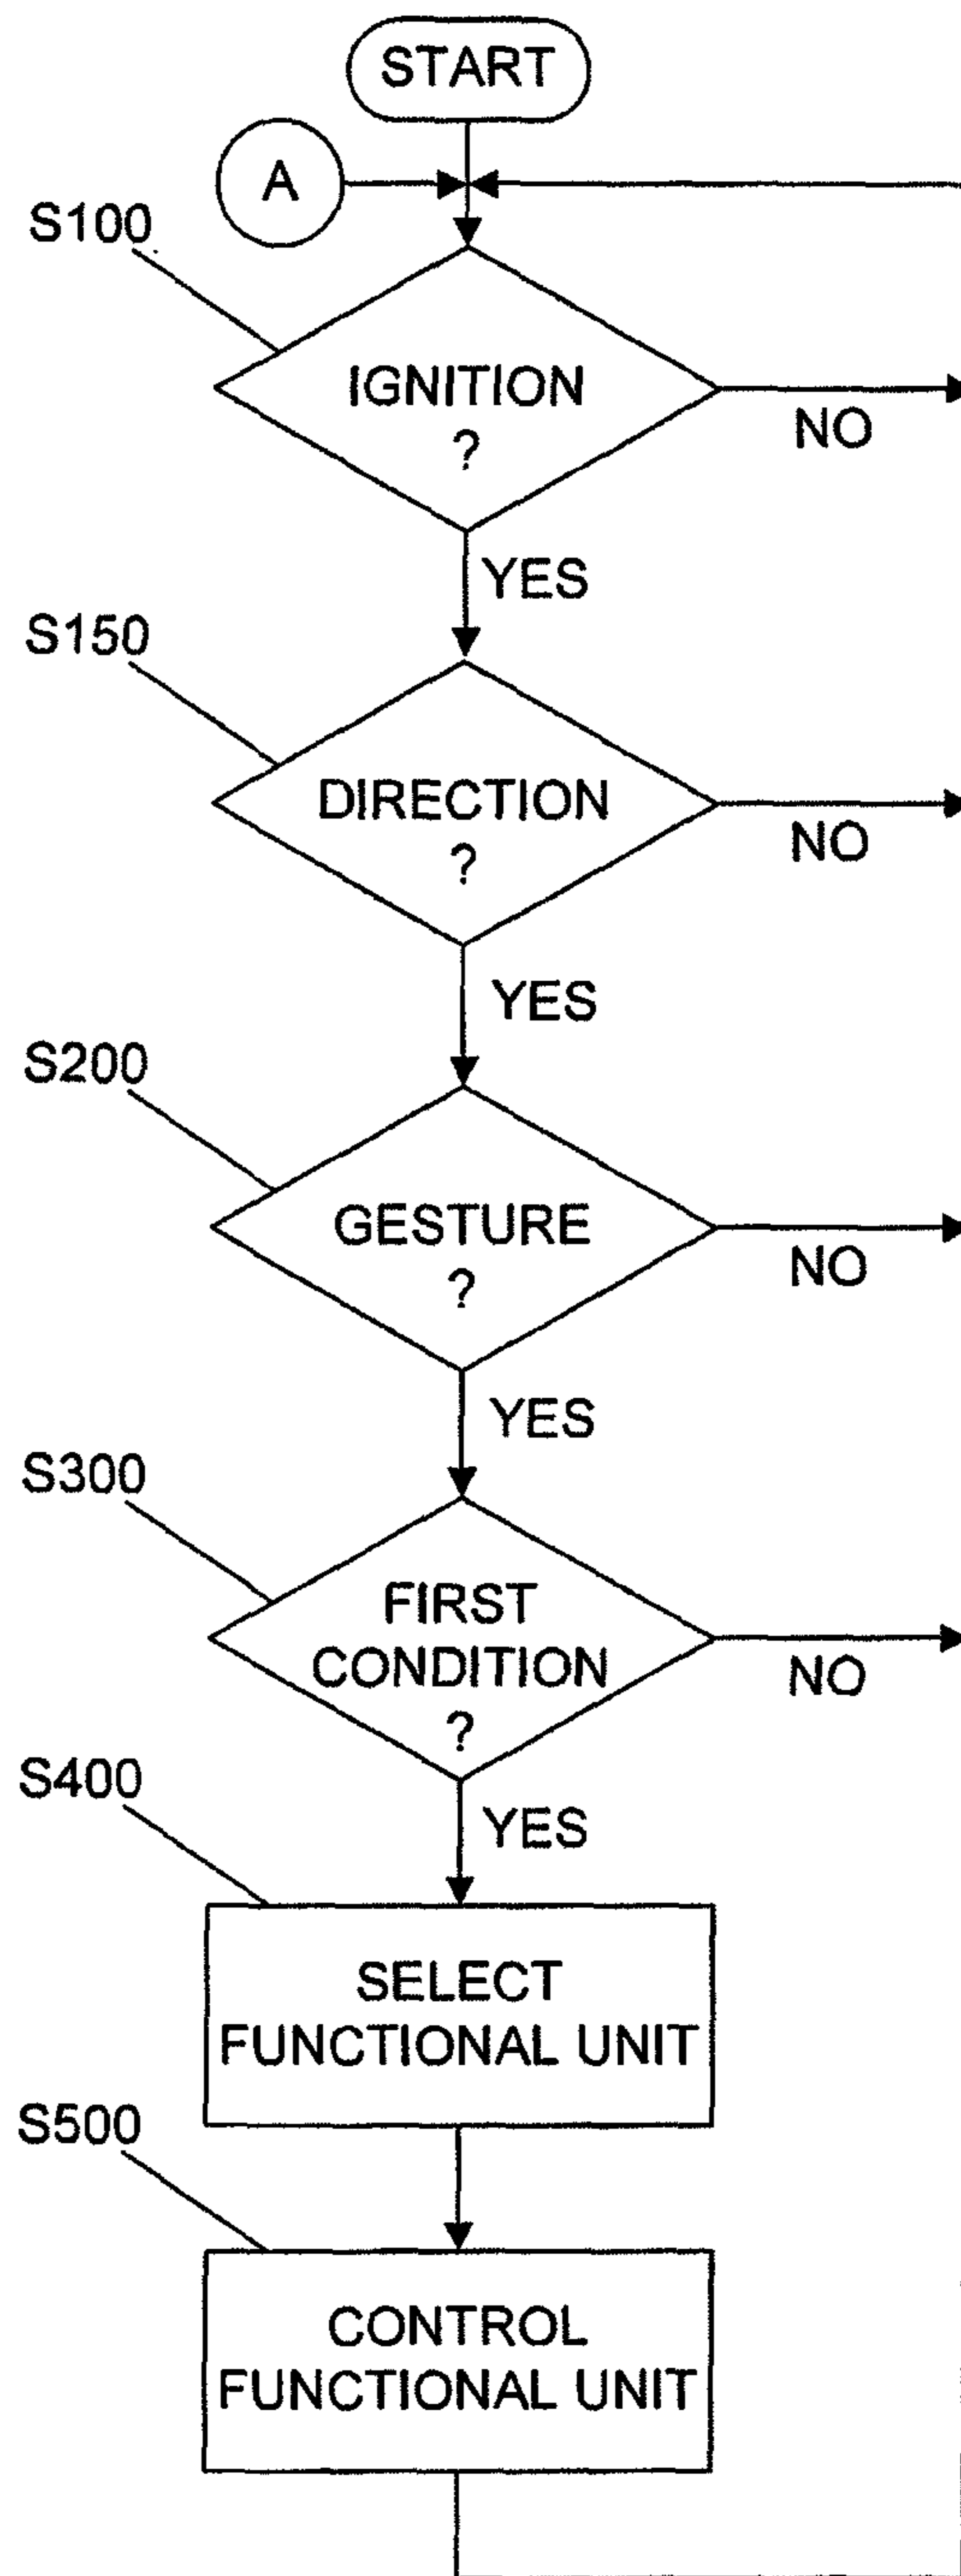 START
A
S100
IGNITION
?
NO
YES
S150
DIRECTION
?
NO
YES
S200
GESTURE
?
NO
YES
S300
FIRST
CONDITION
?
NO
YES
S400
SELECT
FUNCTIONAL UNIT
S500
CONTROL
FUNCTIONAL UNIT